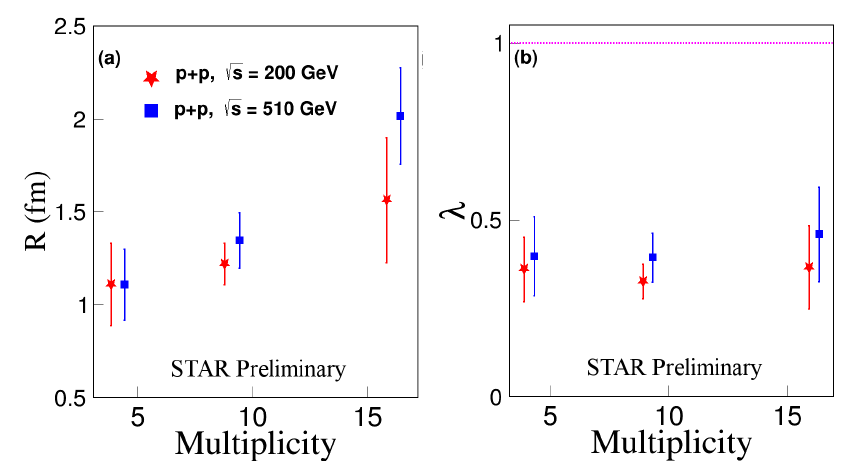 2.5
(a)
p+p, √s = 200 GeV
p+p, √s = 510 GeV
2
1.5
1
0.5
R (fm)
STAR Preliminary
5
10
15
Multiplicity
1
(b)
0.5
0
λ
STAR Preliminary
5
10
15
Multiplicity